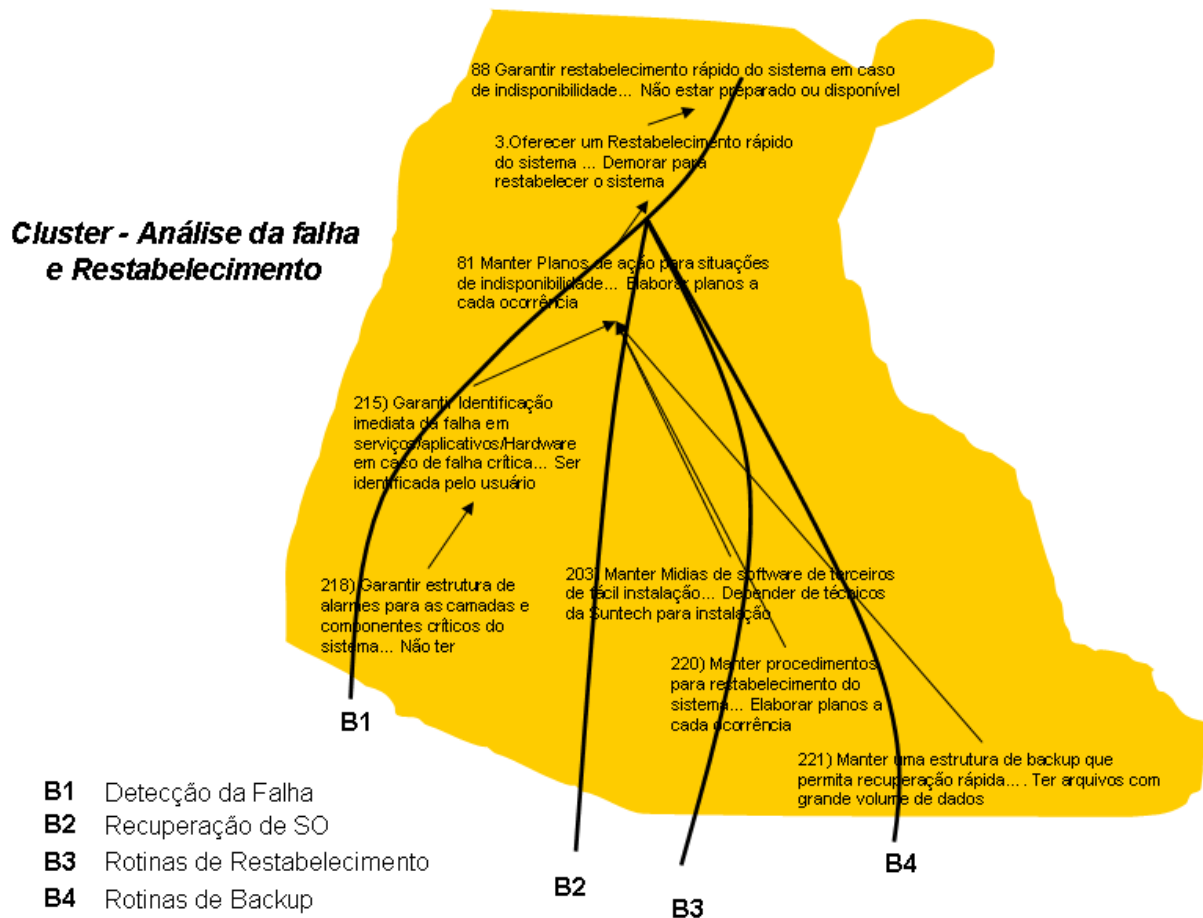 88 Garantir restabelecimento rápido do sistema em caso
de indisponibilidade... Não estar preparado ou disponível
3.Oferecer um Restabelecimento rápido
do sistema ... Demorar para
restabelecer o sistema
Cluster - Análise da falha
e Restabelecimento
81 Manter Planos de ação para situações
de indisponibilidade... Elaborar planos a
cada ocorrência
215) Garantir Identificação
imediata da falha em
serviços/aplicativos/Hardware
em caso de falha crítica... Ser
identificada pelo usuário
218) Garantir estrutura de
alarmes para as camadas e
componentes críticos do
sistema... Não ter
203) Manter Midias de software de terceiros
de fácil instalação... Depender de técnicos
da Suntech para instalação
220) Manter procedimentos
para restabelecimento do
sistema... Elaborar planos a
cada ocorrência
221) Manter uma estrutura de backup que
permita recuperação rápida... . Ter arquivos com
grande volume de dados
B1
B2
B3
B4
B1 Detecção da Falha
B2 Recuperação de SO
B3 Rotinas de Restabelecimento
B4 Rotinas de Backup